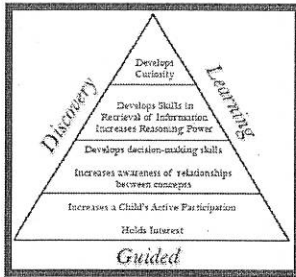 Develops
Curiosity
Discovery
Learning
Develops Skills in
Retrieval of Information
Increases Reasoning Power
Develops decision-making skills
Increases awareness of relationships
between concepts
Increases a Child's Active Participation
Holds Interest
Guided